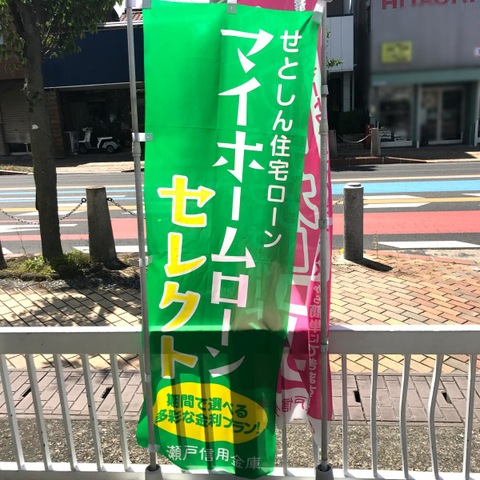 せとしん住宅ローン
マイホームローン
セレクト
期間で選べる
多彩な金利プラン!
瀬戸信用金庫
HITACHI